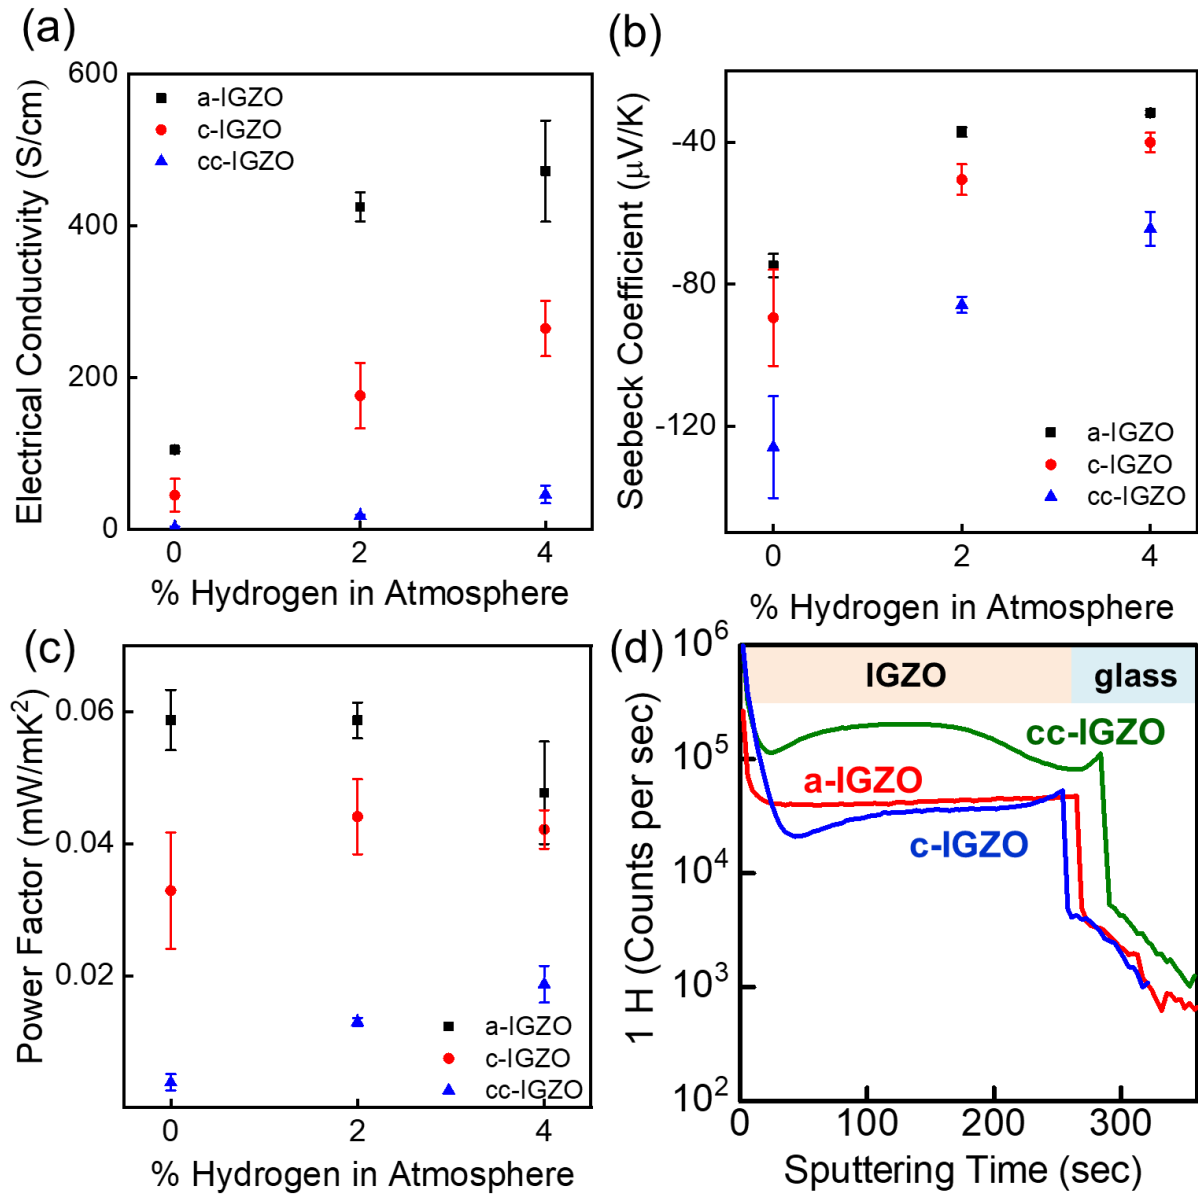 (a)
600
400
200
0
Electrical Conductivity (S/cm)
a-IGZO
c-IGZO
cc-IGZO
0 2 4
% Hydrogen in Atmosphere
(b)
-40
-80
-120
Seebeck Coefficient (μV/K)
a-IGZO
c-IGZO
cc-IGZO
0 2 4
% Hydrogen in Atmosphere
(c)
0.06
0.04
0.02
Power Factor (mW/mK²)
a-IGZO
c-IGZO
cc-IGZO
0 2 4
% Hydrogen in Atmosphere
(d)
10⁶
10⁵
10⁴
10³
10²
1 H (Counts per sec)
IGZO glass
cc-IGZO
a-IGZO
c-IGZO
0 100 200 300
Sputtering Time (sec)